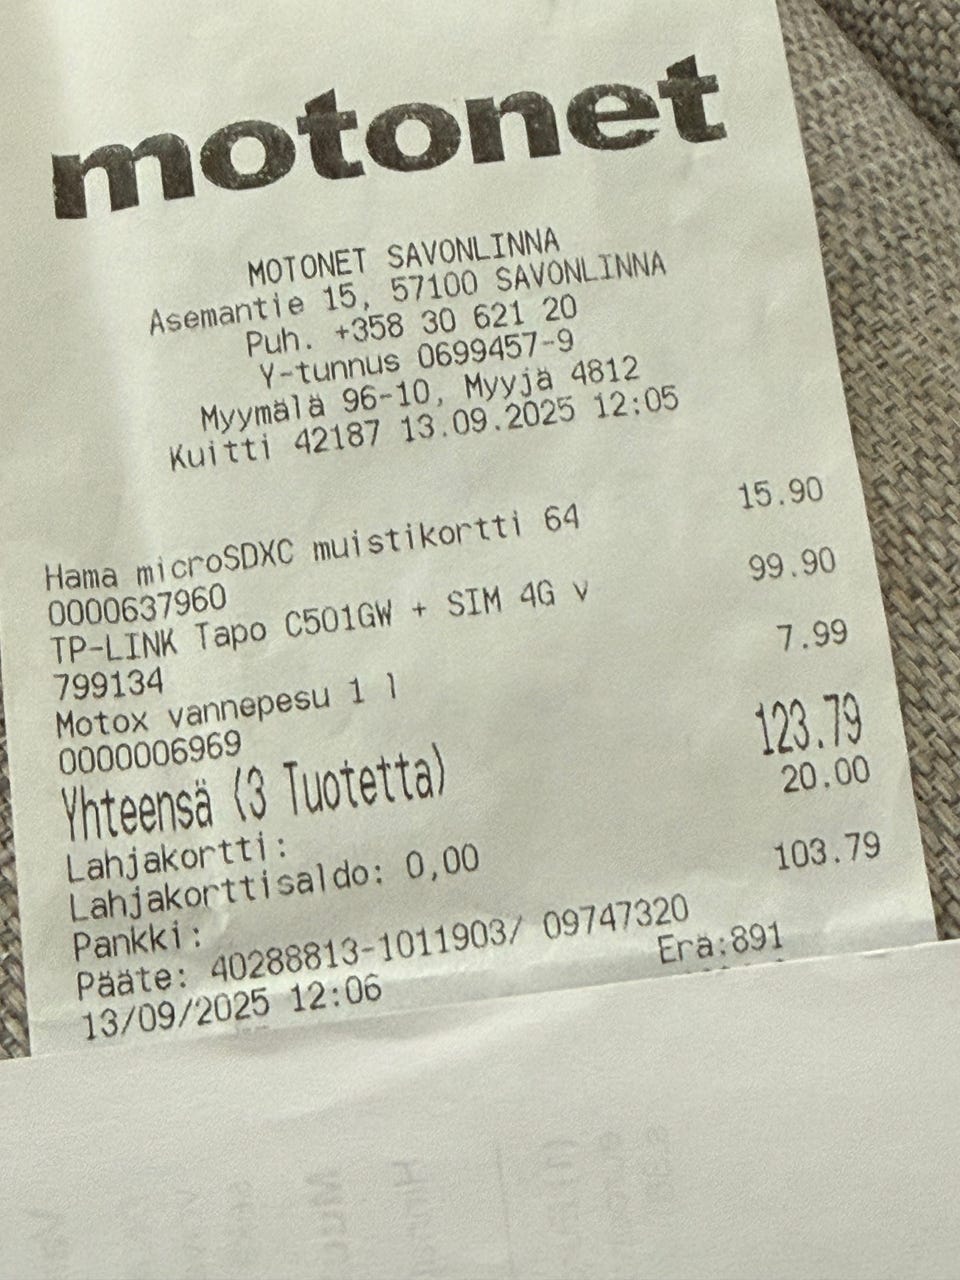 motonet
MOTONET SAVONLINNA
Asemantie 15, 57100 SAVONLINNA
Puh. +358 30 621 20
Y-tunnus 0699457-9
Myymälä 96-10, Myyjä 4812
Kuitti 42187 13.09.2025 12:05
Hama microSDXC muistikortti 64 15.90
0000637960
TP-LINK Tapo C501GW + SIM 4G v 99.90
799134
Motox vannepesu 1 l 7.99
0000006969
Yhteensä (3 Tuotetta) 123.79
Lahjakortti: 20.00
Lahjakorttisaldo: 0,00
Pankki: 103.79
Pääte: 40288813-1011903/ 09747320
13/09/2025 12:06 Erä:891